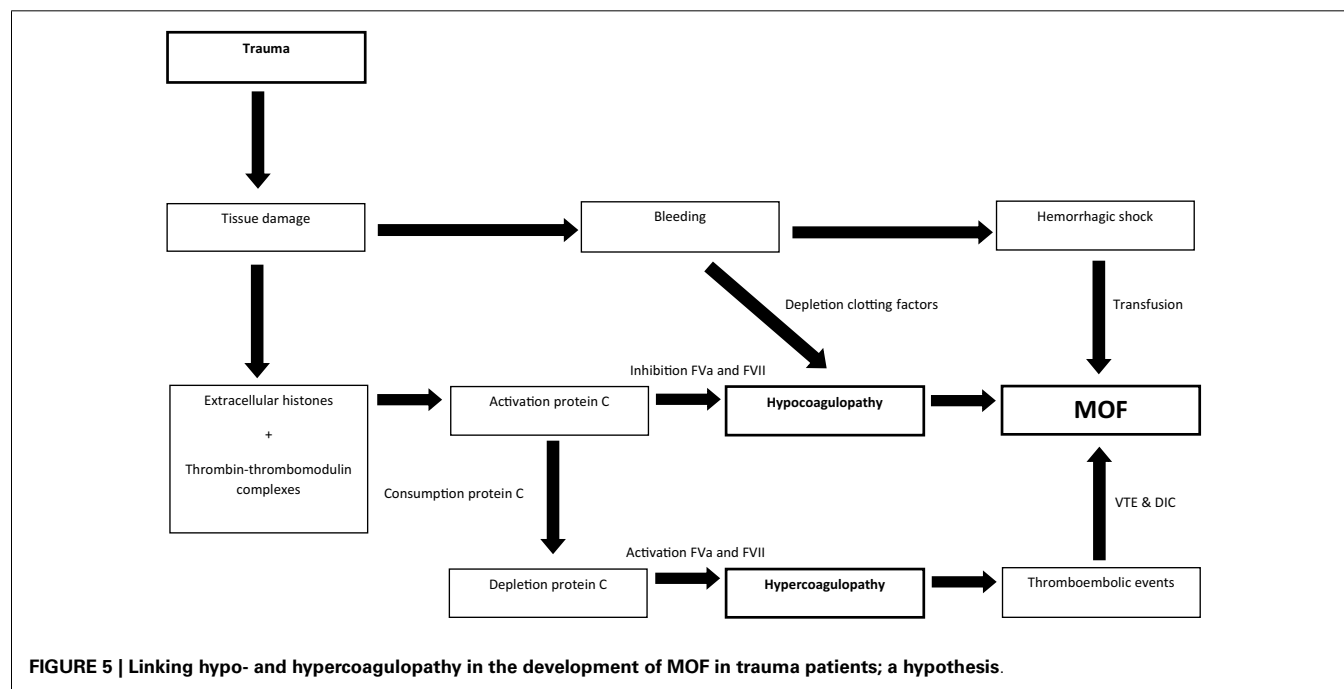 Trauma
Tissue damage
Bleeding
Hemorrhagic shock
Depletion clotting factors
Transfusion
Extracellular histones
+
Thrombin-thrombomodulin
complexes
Activation protein C
Inhibition FVa and FVII
Hypocoagulopathy
MOF
Consumption protein C
VTE & DIC
Depletion protein C
Activation FVa and FVII
Hypercoagulopathy
Thromboembolic events
FIGURE 5 | Linking hypo- and hypercoagulopathy in the development of MOF in trauma patients; a hypothesis.